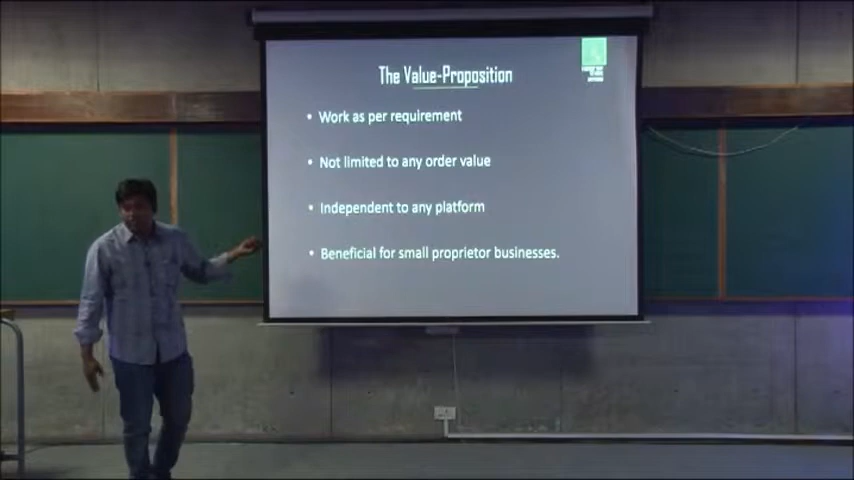 The Value-Proposition
• Work as per requirement
• Not limited to any order value
• Independent to any platform
• Beneficial for small proprietor businesses.